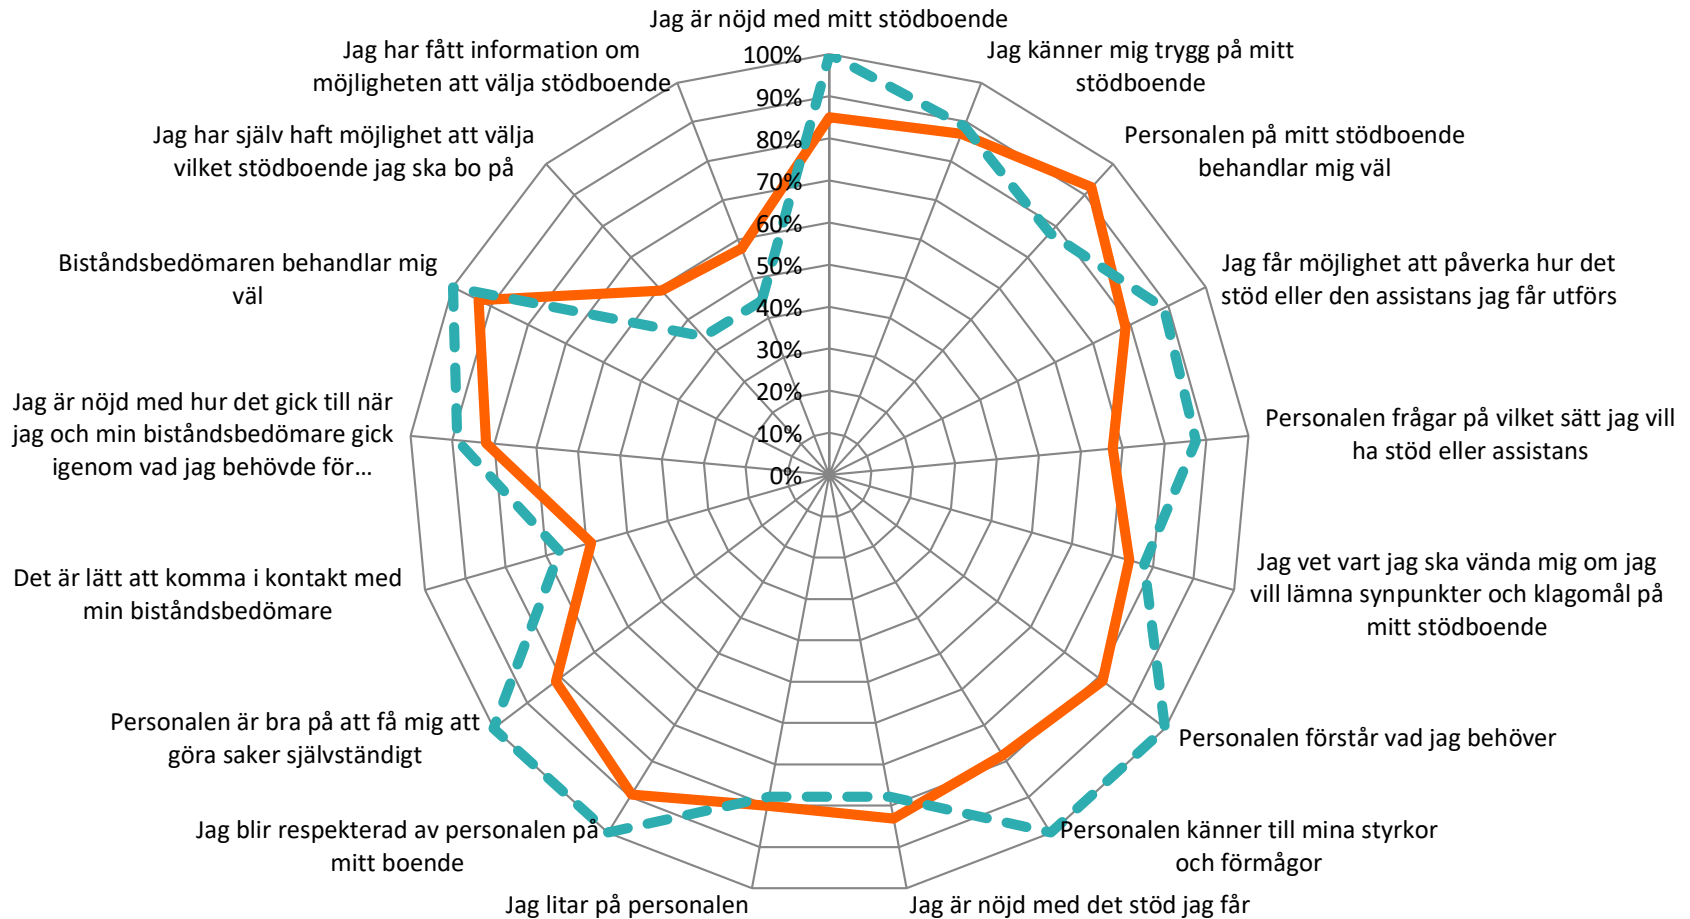 Jag är nöjd med mitt stödboende
Jag känner mig trygg på mitt
stödboende
Personalen på mitt stödboende
behandlar mig väl
Jag får möjlighet att påverka hur det
stöd eller den assistans jag får utförs
Personalen frågar på vilket sätt jag vill
ha stöd eller assistans
Jag vet vart jag ska vända mig om jag
vill lämna synpunkter och klagomål på
mitt stödboende
Personalen förstår vad jag behöver
Personalen känner till mina styrkor
och förmågor
Jag är nöjd med det stöd jag får
Jag litar på personalen
Jag blir respekterad av personalen på
mitt boende
Personalen är bra på att få mig att
göra saker självständigt
Det är lätt att komma i kontakt med
min biståndsbedömare
Jag är nöjd med hur det gick till när
jag och min biståndsbedömare gick
igenom vad jag behövde för...
Biståndsbedömaren behandlar mig
väl
Jag har själv haft möjlighet att välja
vilket stödboende jag ska bo på
Jag har fått information om
möjligheten att välja stödboende
100%
90%
80%
70%
60%
50%
40%
30%
20%
10%
0%